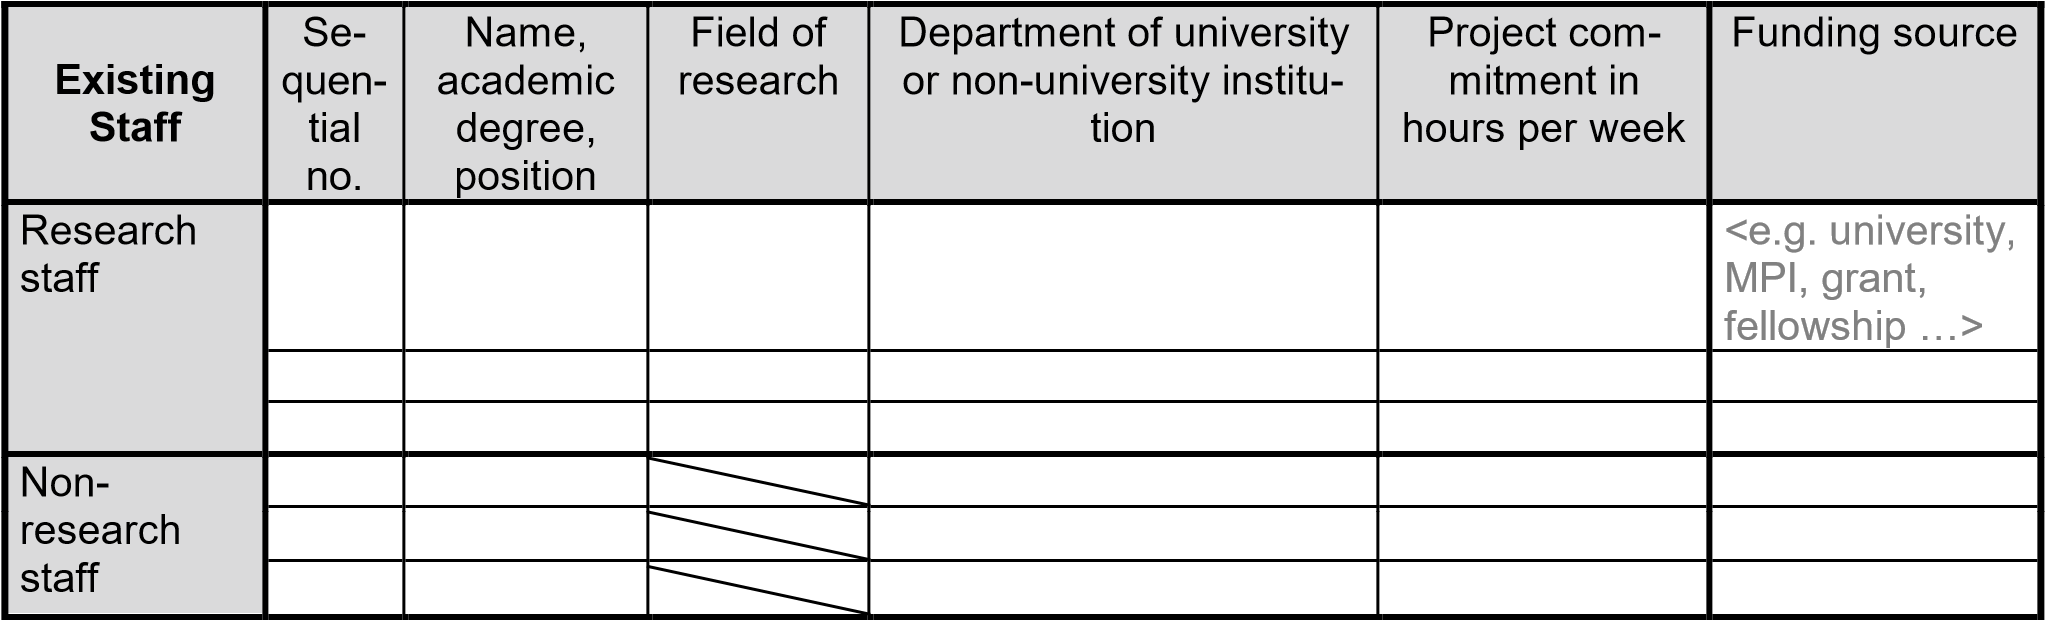 Existing
Staff
Se-
quen-
tial
no.
Name,
academic
degree,
position
Field of
research
Department of university
or non-university institu-
tion
Project com-
mitment in
hours per week
Funding source
Research
staff
<e.g. university,
MPI, grant,
fellowship …>
Non-
research
staff